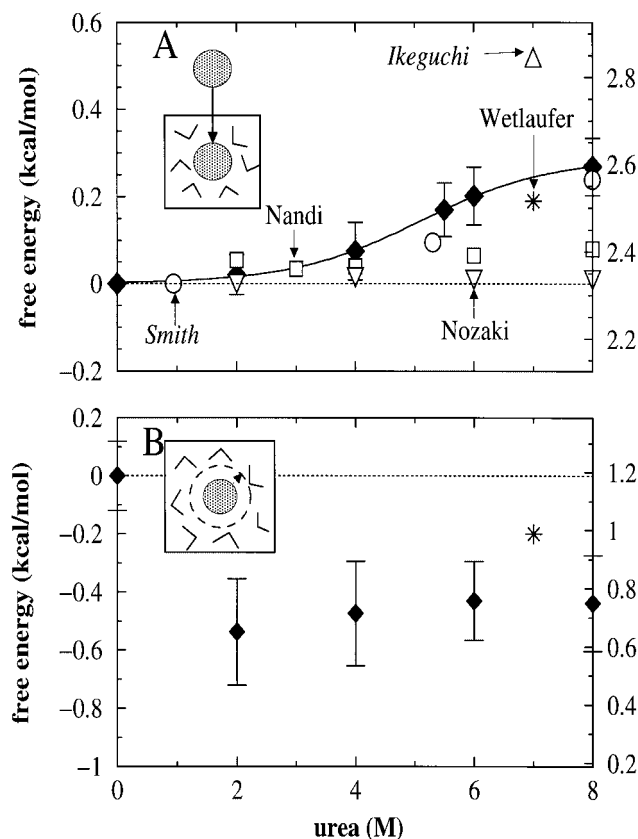 A
Ikeguchi
Wetlaufer
Nandi
Smith
Nozaki
free energy (kcal/mol)
0.6
0.4
0.2
0
−0.2
2.8
2.6
2.4
2.2
B
free energy (kcal/mol)
0.2
0
−0.2
−0.4
−0.6
−0.8
−1
1.2
1
0.8
0.6
0.4
0.2
0
2
4
6
8
urea (M)